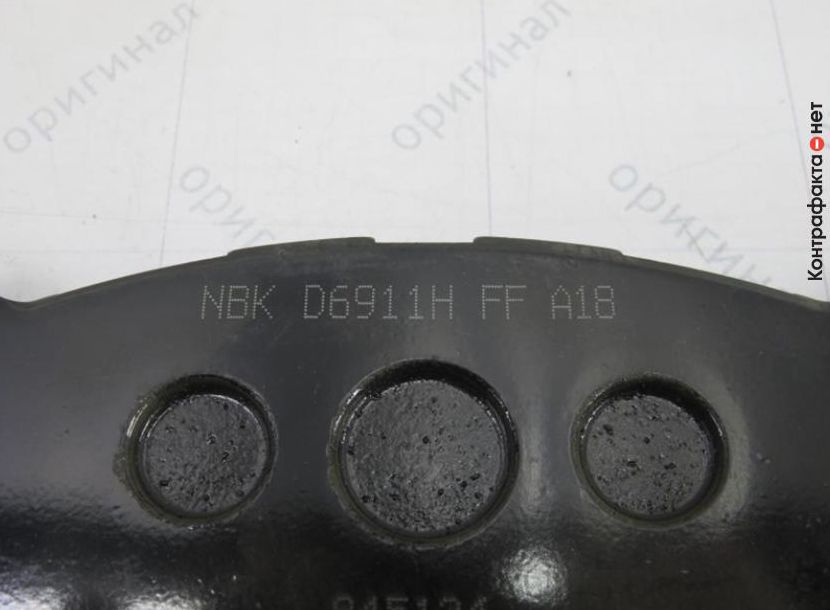 оригинал
оригинал
оригинал
оригинал
Контрафакта нет
NBK D6911H FF A18